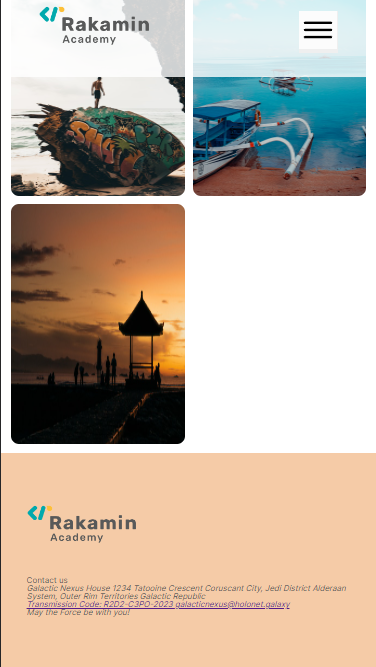 Rakamin
Academy
Rakamin
Academy
Contact us
Galactic Nexus House 1234 Tatooine Crescent Coruscant City, Jedi District Alderaan
System, Outer Rim Territories Galactic Republic
Transmission Code: R2D2-C3PO-2023 galacticnexus@holonet.galaxy
May the Force be with you!